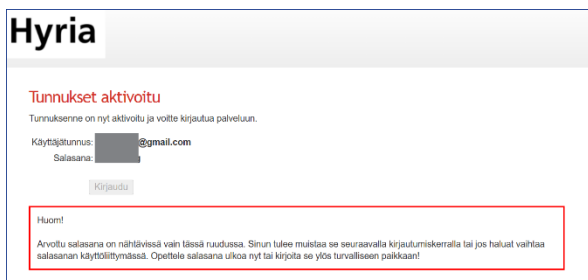 Hyria
Tunnukset aktivoitu
Tunnuksenne on nyt aktivoitu ja voitte kirjautua palveluun.
Käyttäjätunnus: @gmail.com
Salasana:
Kirjaudu
Huom!
Arvottu salasana on nähtävissä vain tässä ruudussa. Sinun tulee muistaa se seuraavalla kirjautumiskerralla tai jos haluat vaihtaa
salasanan käyttöliittymässä. Opettele salasana ulkoa nyt tai kirjoita se ylös turvalliseen paikkaan!